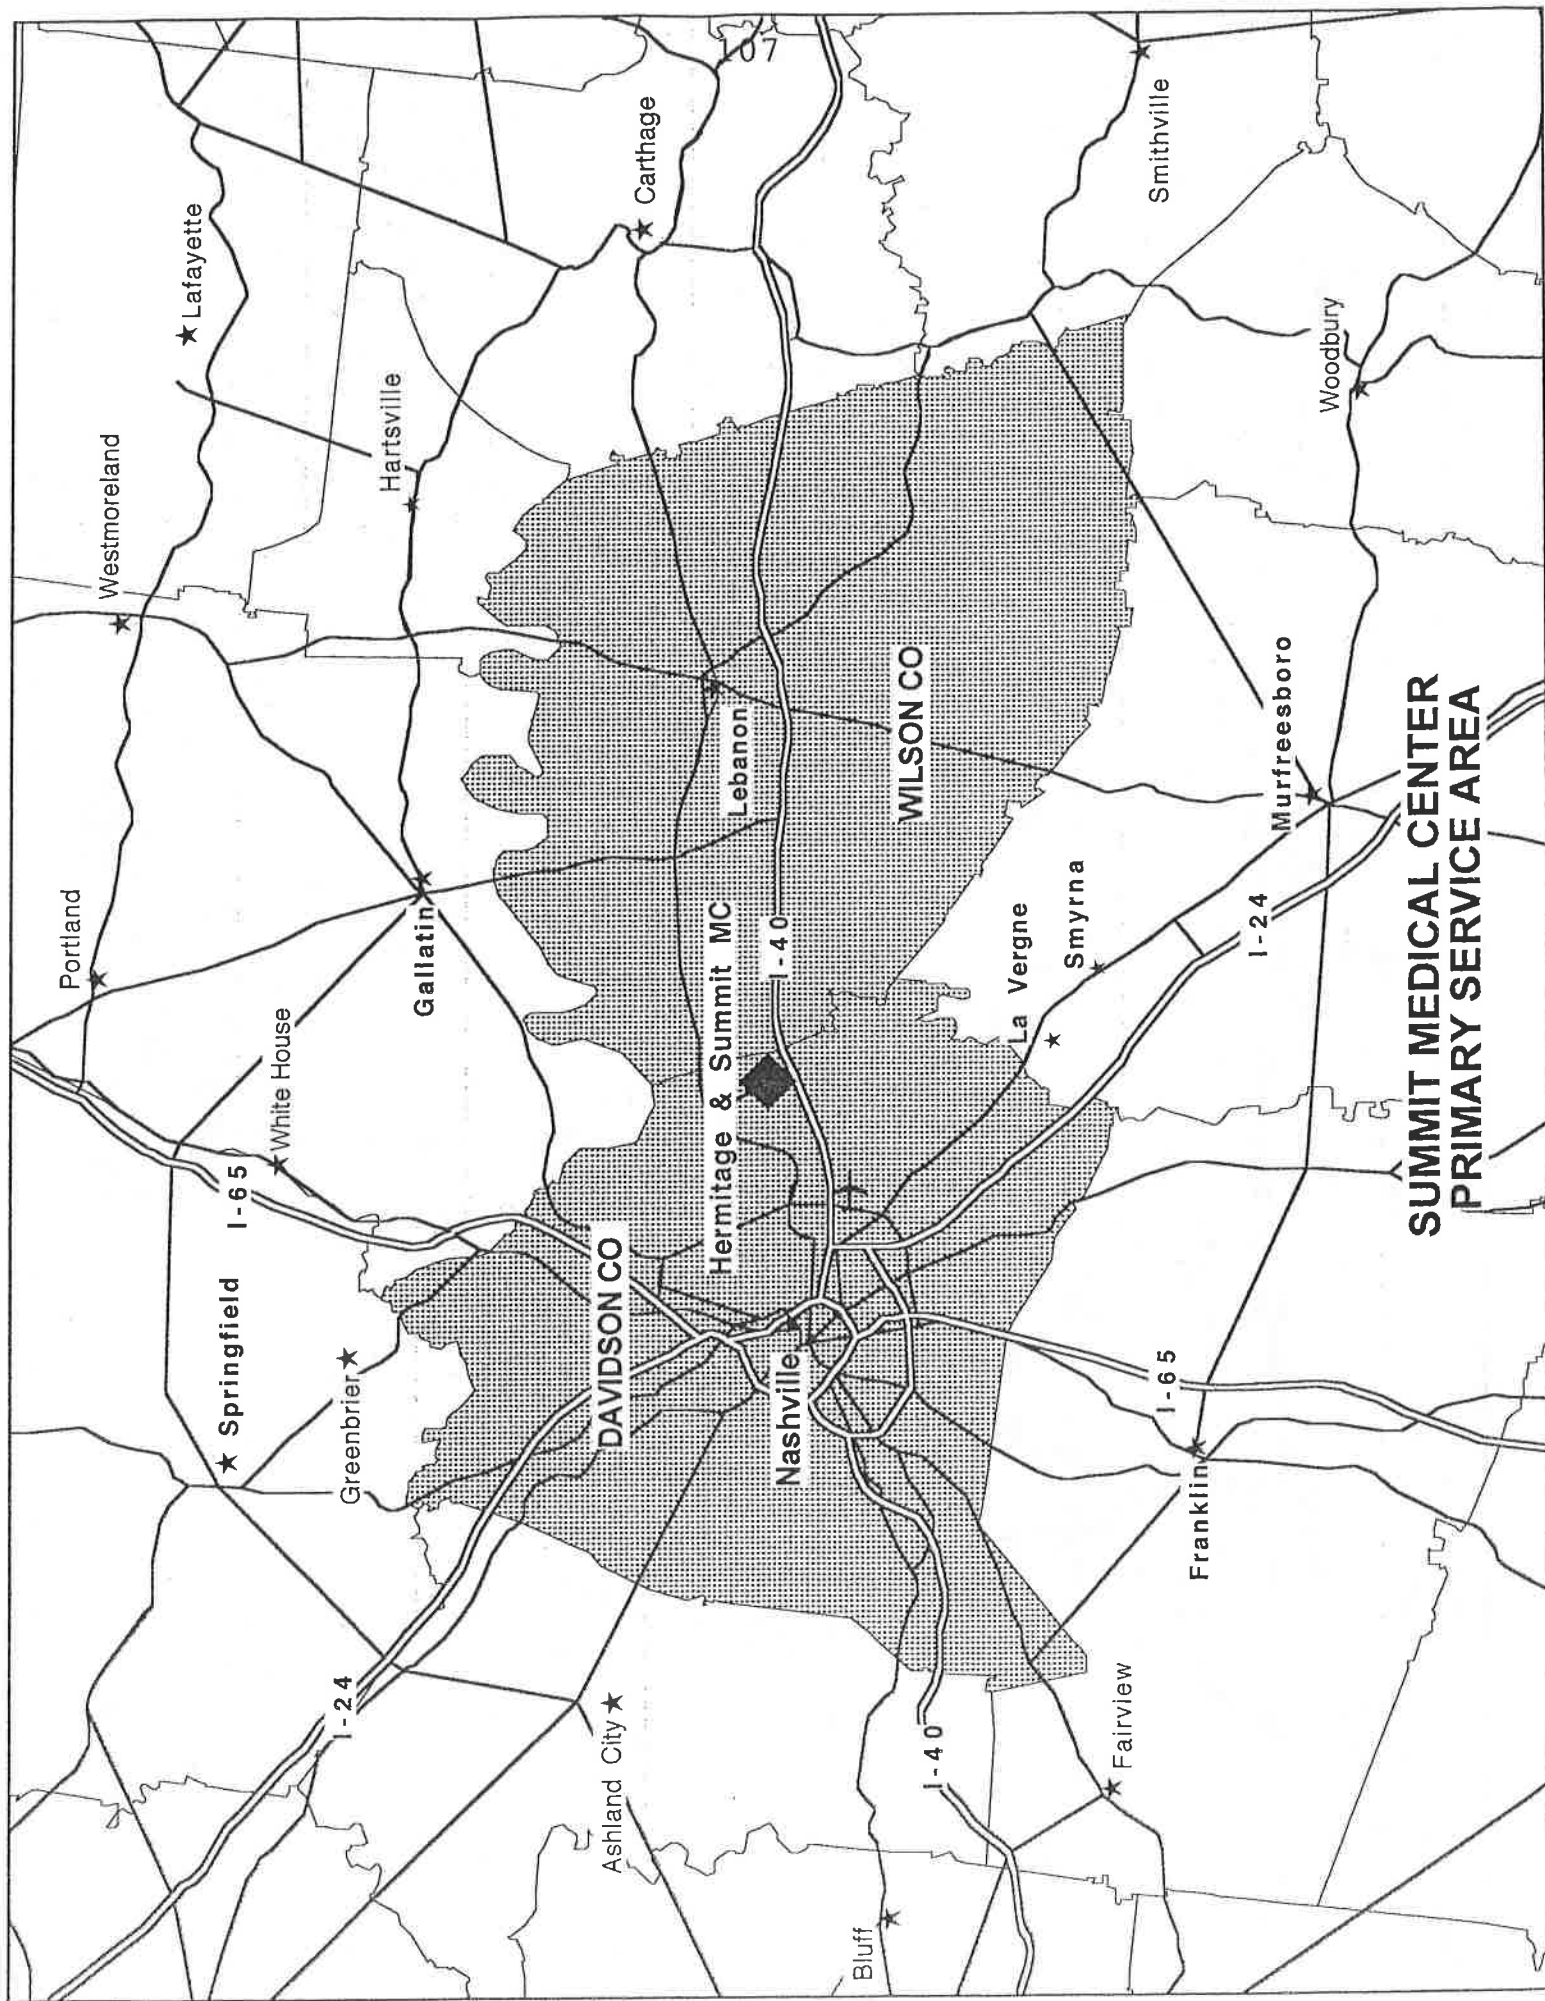 107
Westmoreland
Portland
Lafayette
White House
Springfield
I-65
Hartsville
Greenbrier
Gallatin
I-24
Carthage
DAVIDSON CO
Ashland City
Hermitage & Summit MC
Lebanon
I-40
Nashville
WILSON CO
Bluff
I-40
La Vergne
Smyrna
Fairview
Smithville
I-65
Franklin
I-24
Murfreesboro
Woodbury
SUMMIT MEDICAL CENTER
PRIMARY SERVICE AREA